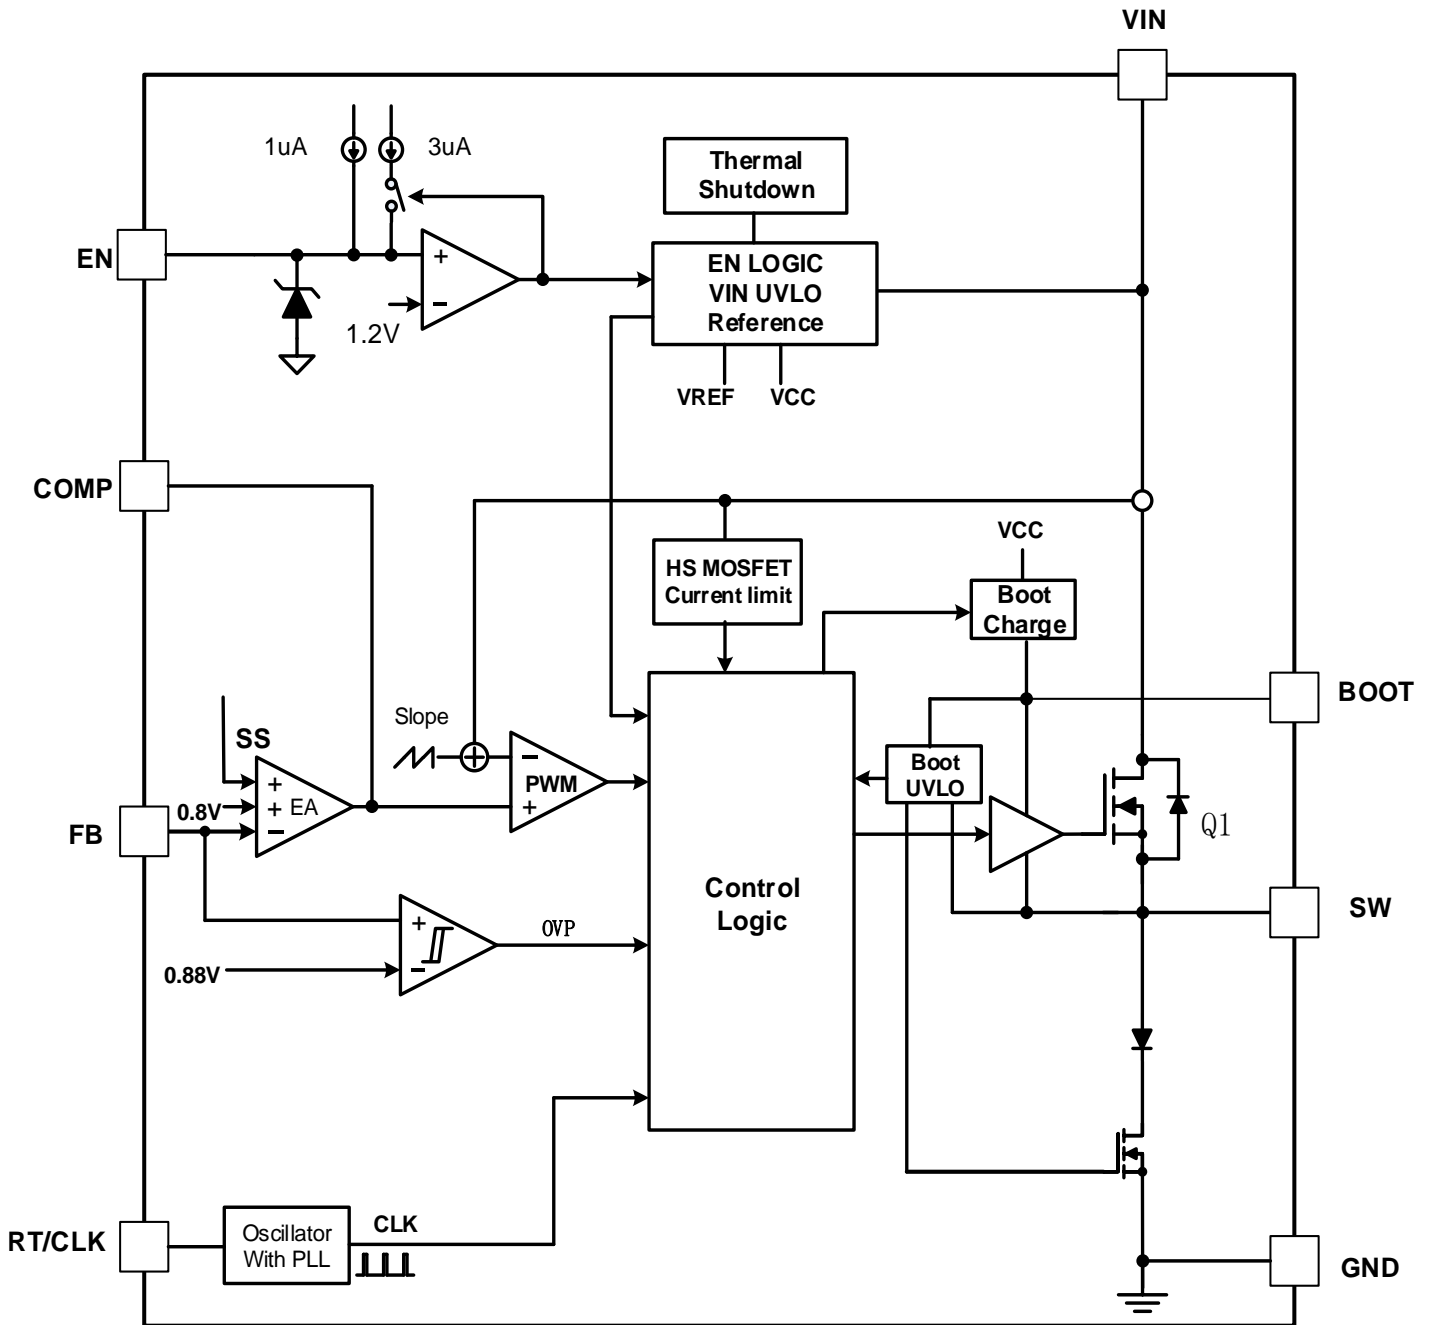 VIN
1uA
3uA
Thermal
Shutdown
EN
+
−
1.2V
EN LOGIC
VIN UVLO
Reference
VREF
VCC
COMP
HS MOSFET
Current limit
VCC
Boot
Charge
BOOT
Slope
+
−
PWM
+
SS
+
+
EA
−
0.8V
FB
Boot
UVLO
Q1
Control
Logic
SW
+
−
OVP
0.88V
RT/CLK
Oscillator
With PLL
CLK
GND